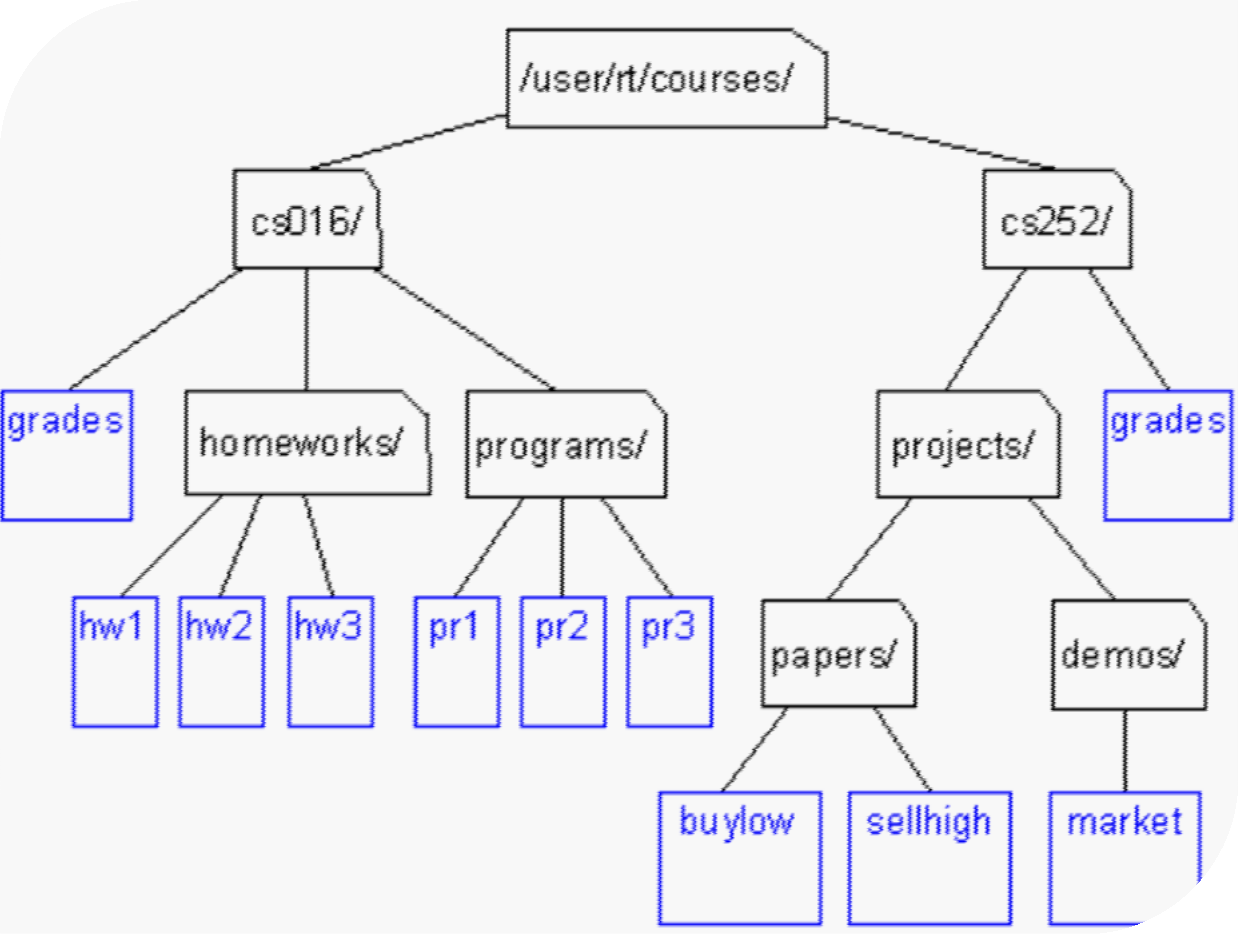 /user/rt/courses/
cs016/
cs252/
grades
homeworks/
programs/
projects/
grades
hw1
hw2
hw3
pr1
pr2
pr3
papers/
demos/
buylow
sellhigh
market